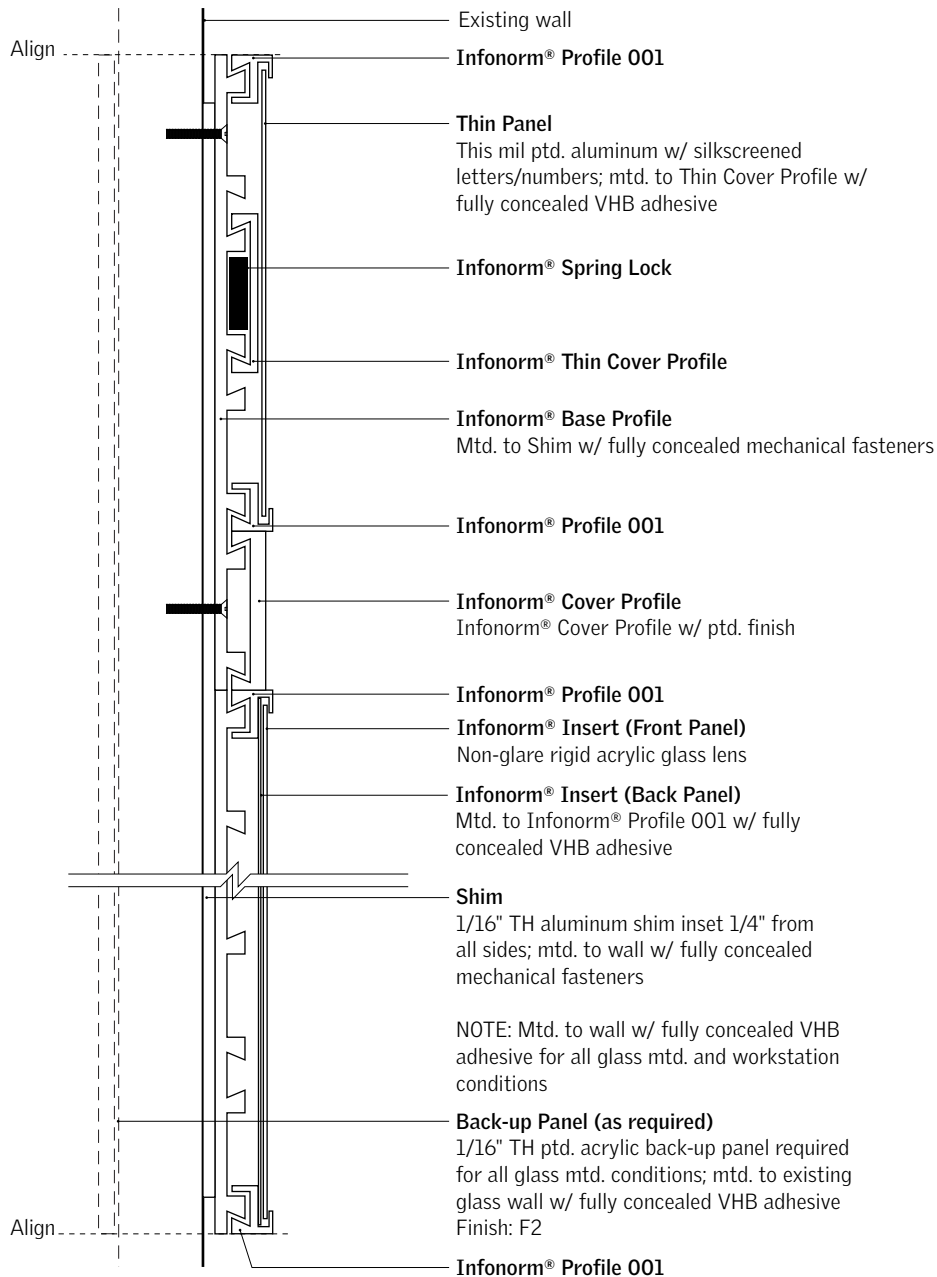 Existing wall
Align
Infonorm® Profile 001
Thin Panel
This mil ptd. aluminum w/ silkscreened
letters/numbers; mtd. to Thin Cover Profile w/
fully concealed VHB adhesive
Infonorm® Spring Lock
Infonorm® Thin Cover Profile
Infonorm® Base Profile
Mtd. to Shim w/ fully concealed mechanical fasteners
Infonorm® Profile 001
Infonorm® Cover Profile
Infonorm® Cover Profile w/ ptd. finish
Infonorm® Profile 001
Infonorm® Insert (Front Panel)
Non-glare rigid acrylic glass lens
Infonorm® Insert (Back Panel)
Mtd. to Infonorm® Profile 001 w/ fully
concealed VHB adhesive
Shim
1/16" TH aluminum shim inset 1/4" from
all sides; mtd. to wall w/ fully concealed
mechanical fasteners
NOTE: Mtd. to wall w/ fully concealed VHB
adhesive for all glass mtd. and workstation
conditions
Back-up Panel (as required)
1/16" TH ptd. acrylic back-up panel required
for all glass mtd. conditions; mtd. to existing
glass wall w/ fully concealed VHB adhesive
Finish: F2
Align
Infonorm® Profile 001